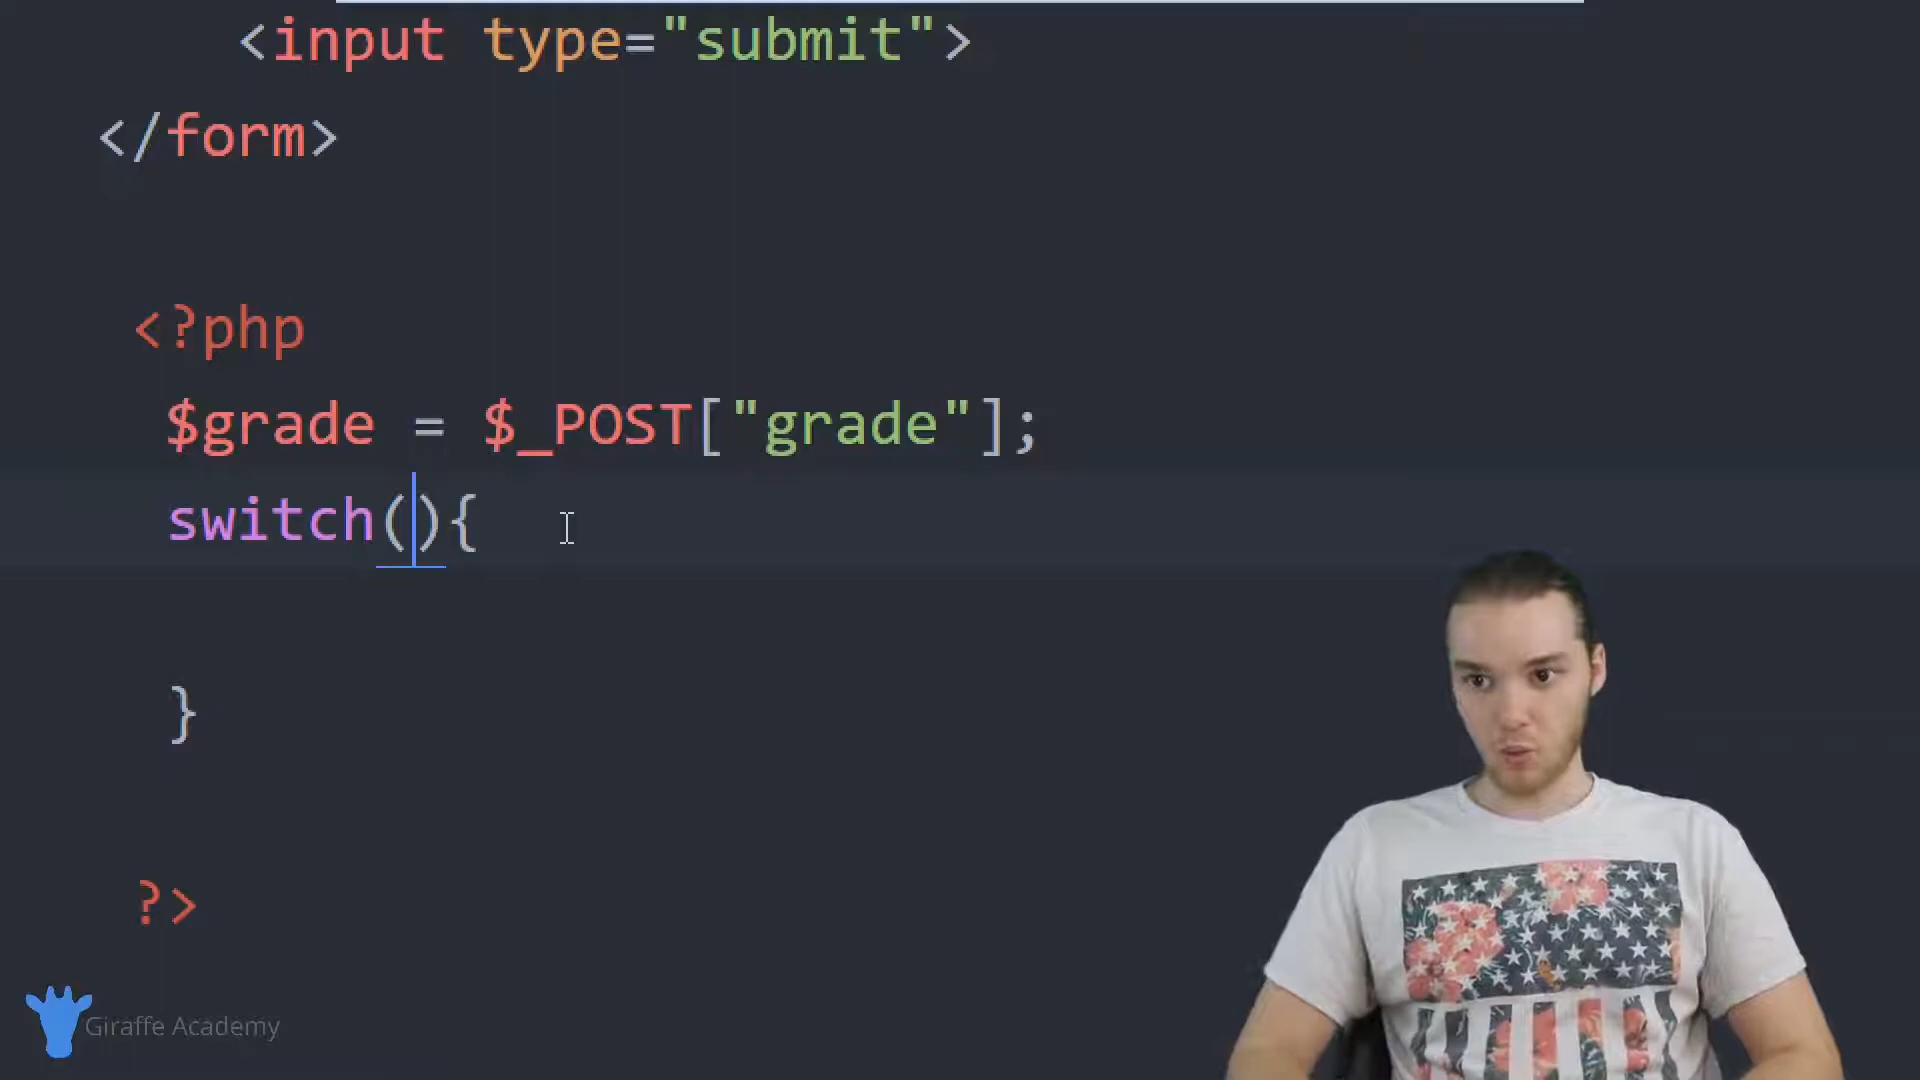 <input type="submit">
</form>
<?php
$grade = $_POST["grade"];
switch(){
}
?>
Giraffe Academy